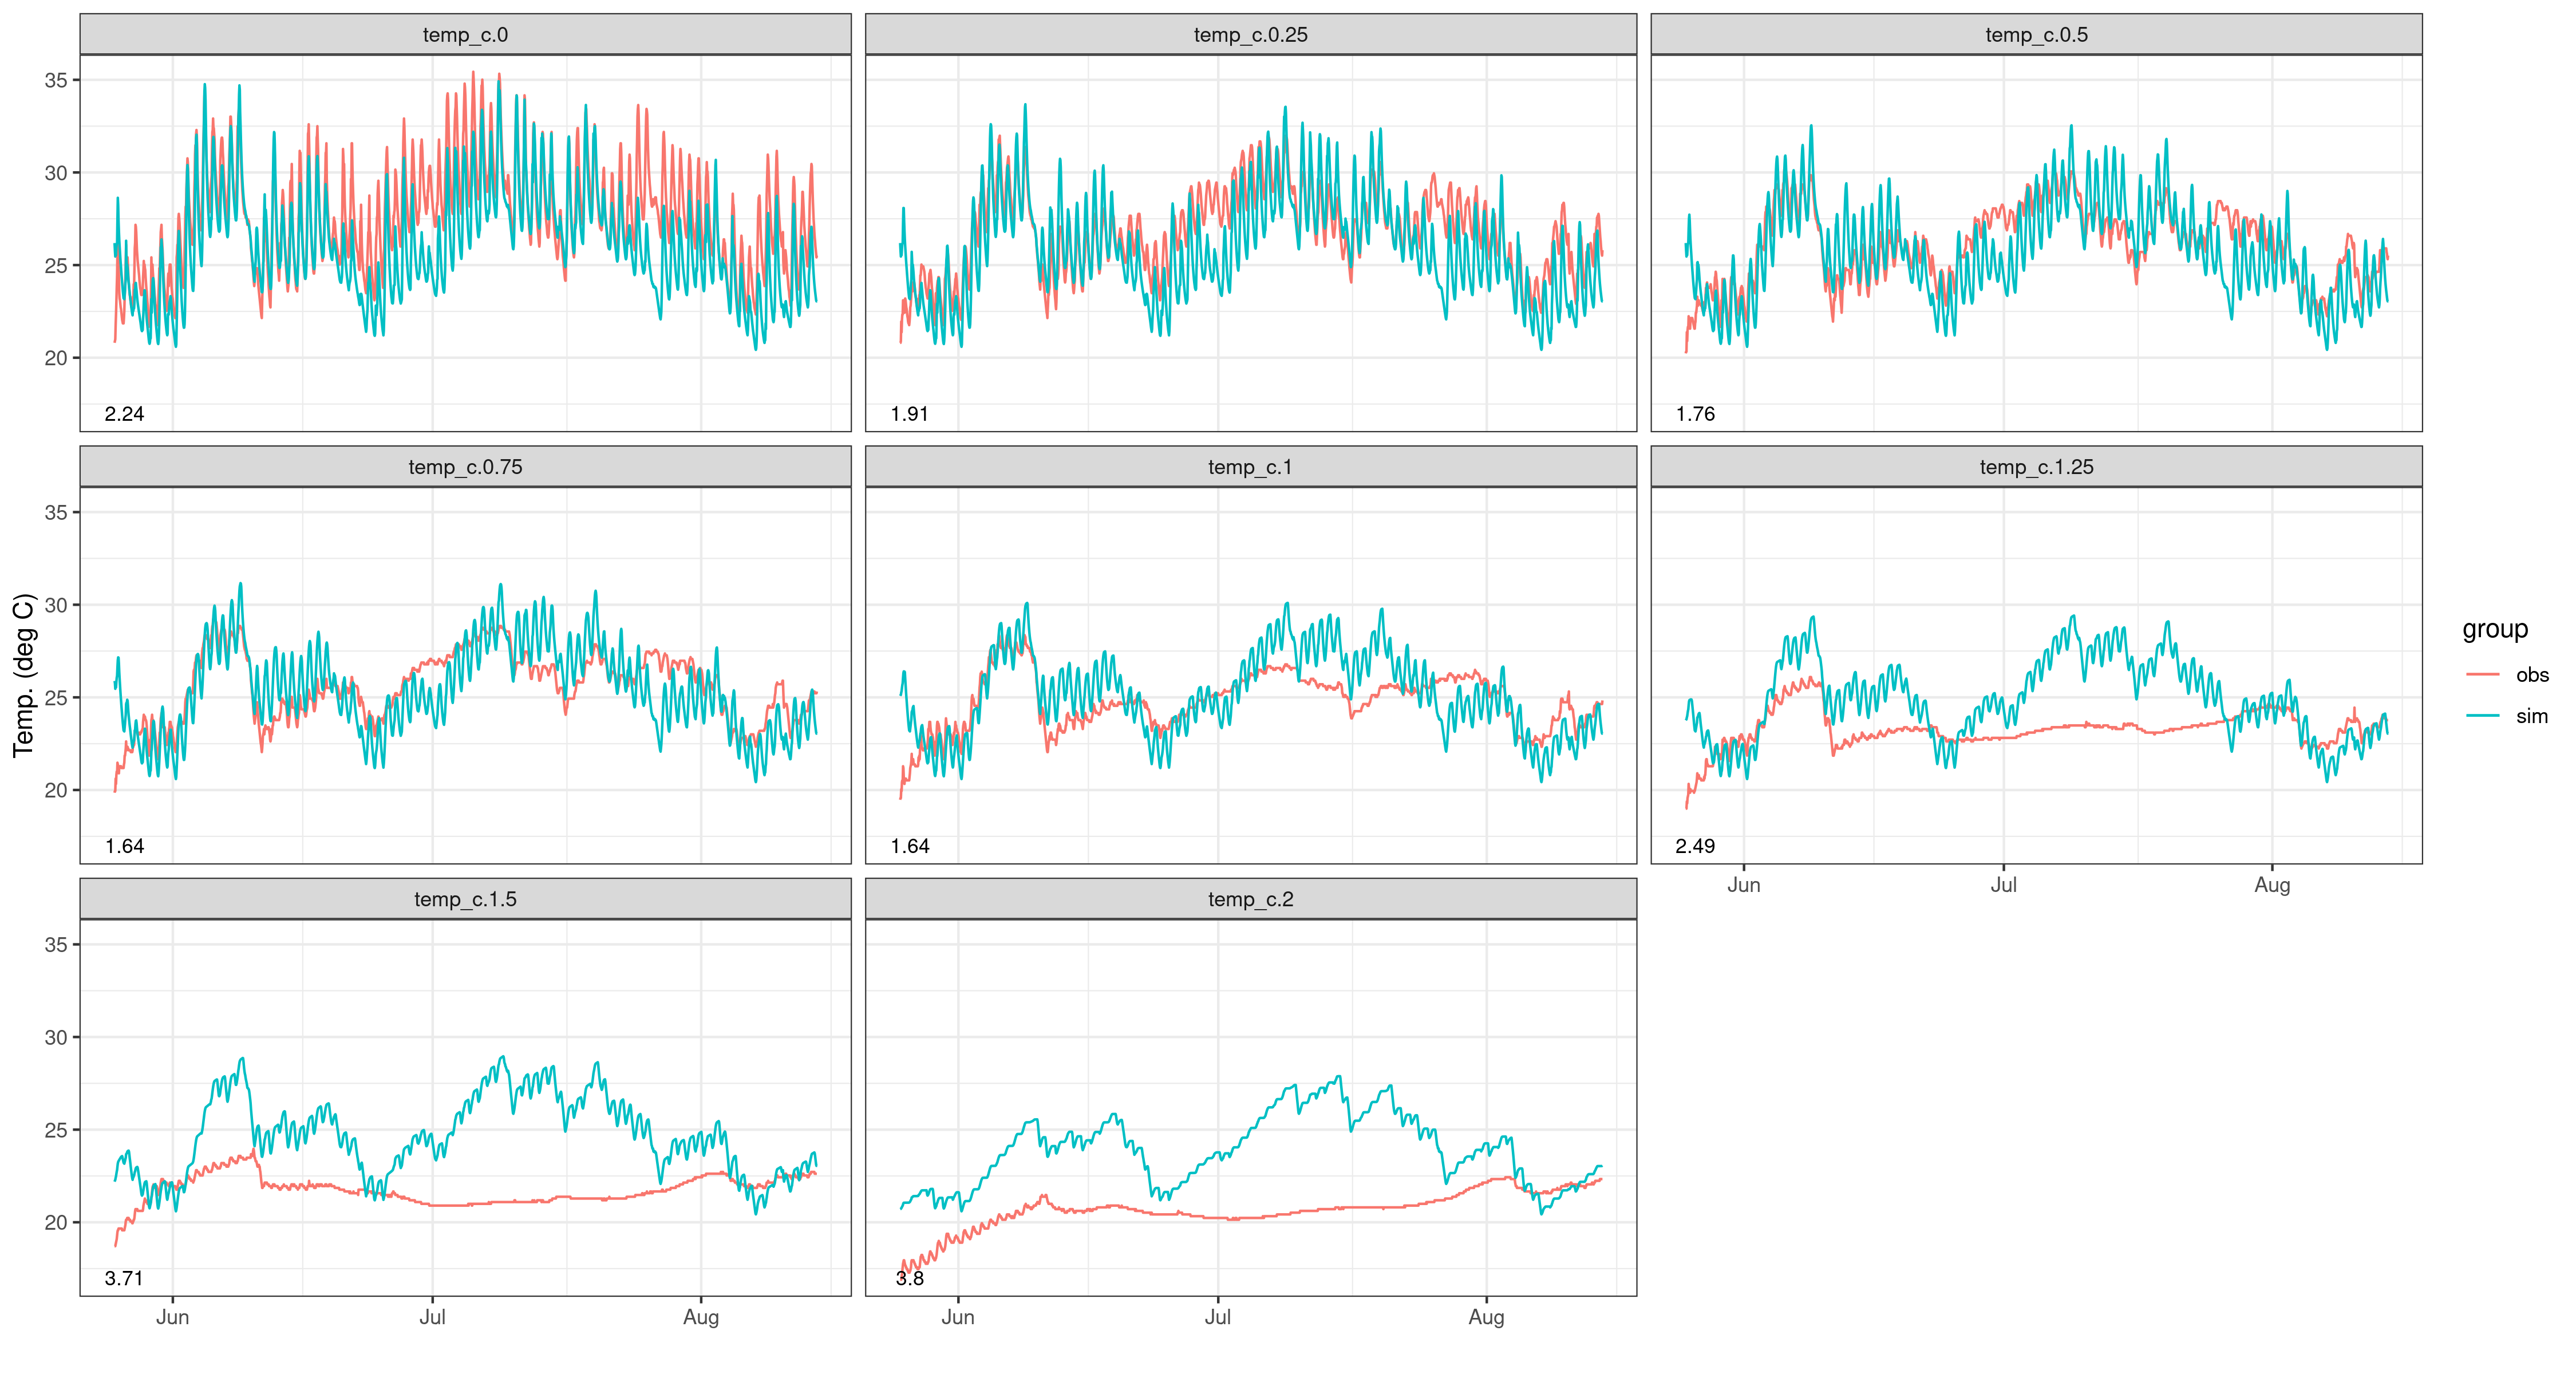 temp_c.0
temp_c.0.25
temp_c.0.5
35
30
25
20
2.24
1.91
1.76
temp_c.0.75
temp_c.1
temp_c.1.25
35
30
25
20
1.64
1.64
2.49
Jun Jul Aug
temp_c.1.5
temp_c.2
35
30
25
20
3.71
3.8
Jun Jul Aug
Jun Jul Aug
Temp. (deg C)
group
obs
sim